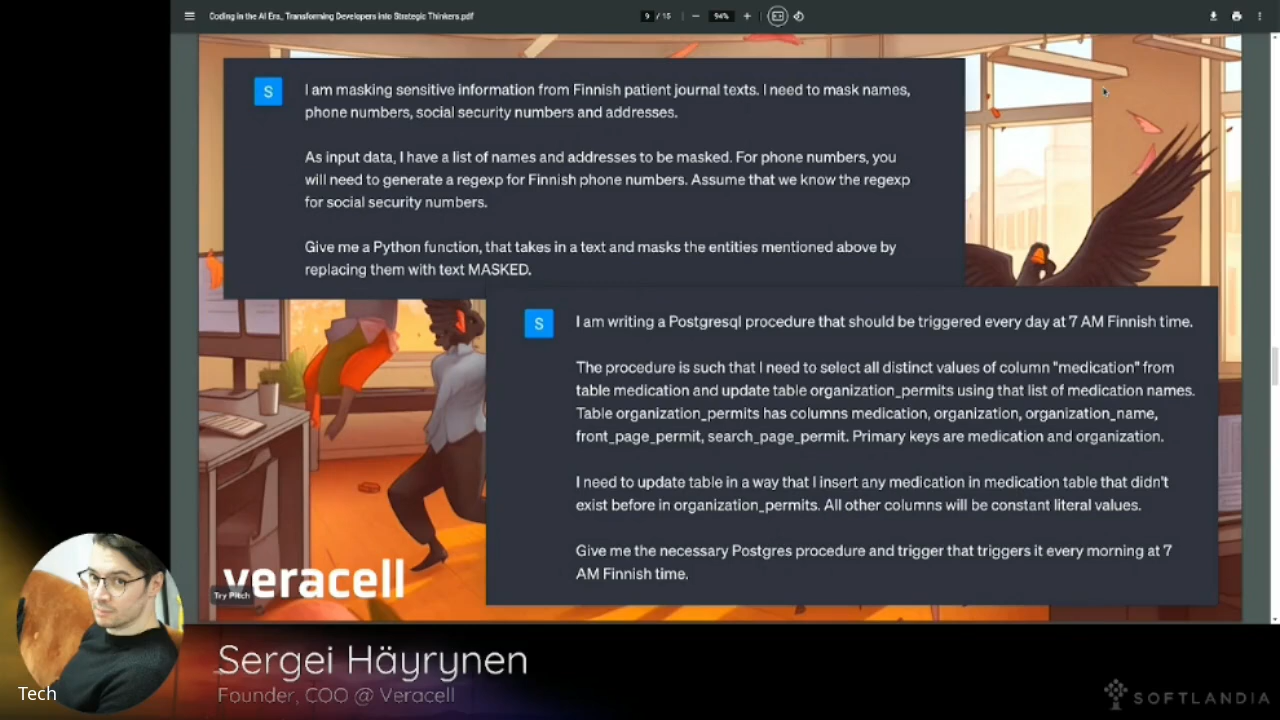 Coding in the AI Era_ Transforming Developers into Strategic Thinkers.pdf
9 / 15
94%
S
I am masking sensitive information from Finnish patient journal texts. I need to mask names,
phone numbers, social security numbers and addresses.
As input data, I have a list of names and addresses to be masked. For phone numbers, you
will need to generate a regexp for Finnish phone numbers. Assume that we know the regexp
for social security numbers.
Give me a Python function, that takes in a text and masks the entities mentioned above by
replacing them with text MASKED.
S
I am writing a Postgresql procedure that should be triggered every day at 7 AM Finnish time.
The procedure is such that I need to select all distinct values of column "medication" from
table medication and update table organization_permits using that list of medication names.
Table organization_permits has columns medication, organization, organization_name,
front_page_permit, search_page_permit. Primary keys are medication and organization.
I need to update table in a way that I insert any medication in medication table that didn't
exist before in organization_permits. All other columns will be constant literal values.
Give me the necessary Postgres procedure and trigger that triggers it every morning at 7
AM Finnish time.
veracell
Try Pitch
Sergei Häyrynen
Founder, COO @ Veracell
Tech
SOFTLANDIA